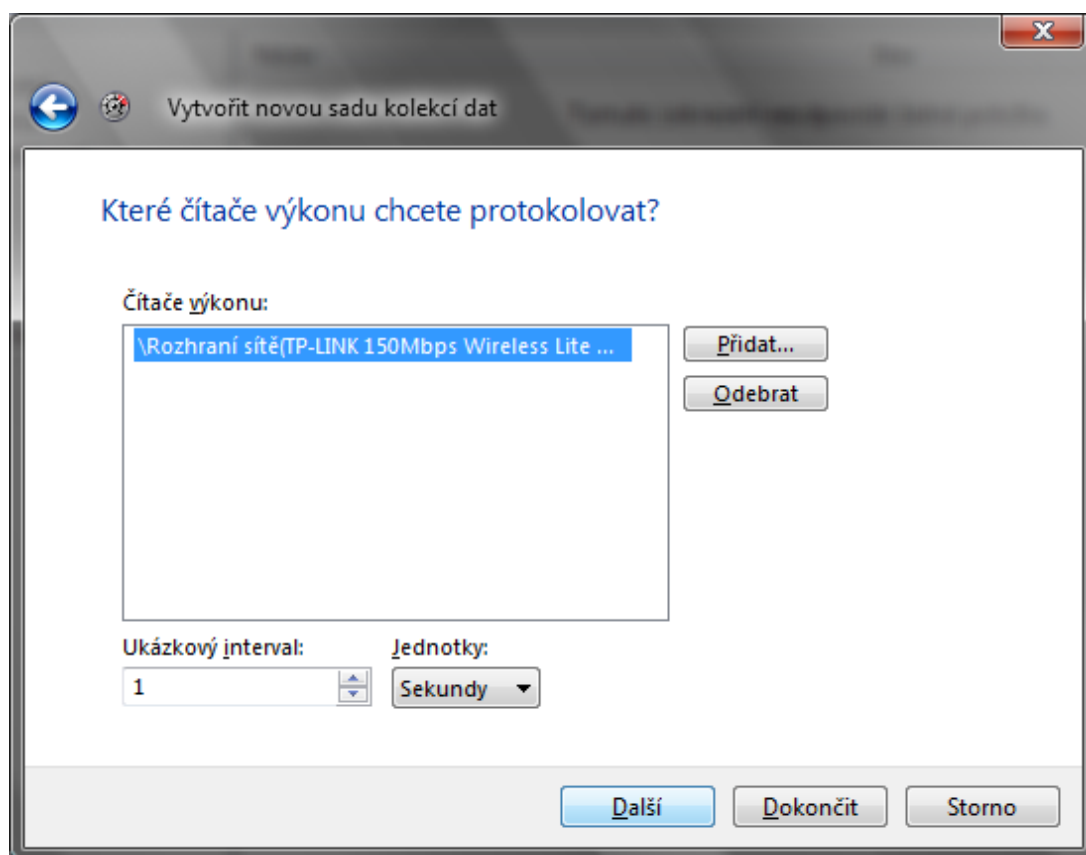 Vytvořit novou sadu kolekcí dat
Které čítače výkonu chcete protokolovat?
Čítače výkonu:
\Rozhraní sítě(TP-LINK 150Mbps Wireless Lite ...
Přidat...
Odebrat
Ukázkový interval:
Jednotky:
1
Sekundy
Další
Dokončit
Storno